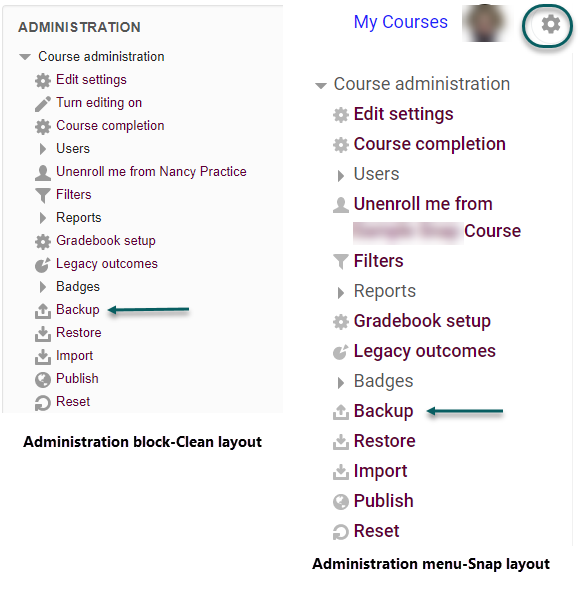 ADMINISTRATION
Course administration
Edit settings
Turn editing on
Course completion
Users
Unenroll me from Nancy Practice
Filters
Reports
Gradebook setup
Legacy outcomes
Badges
Backup
Restore
Import
Publish
Reset
Administration block-Clean layout
My Courses
Course administration
Edit settings
Course completion
Users
Unenroll me from
Course
Filters
Reports
Gradebook setup
Legacy outcomes
Badges
Backup
Restore
Import
Publish
Reset
Administration menu-Snap layout